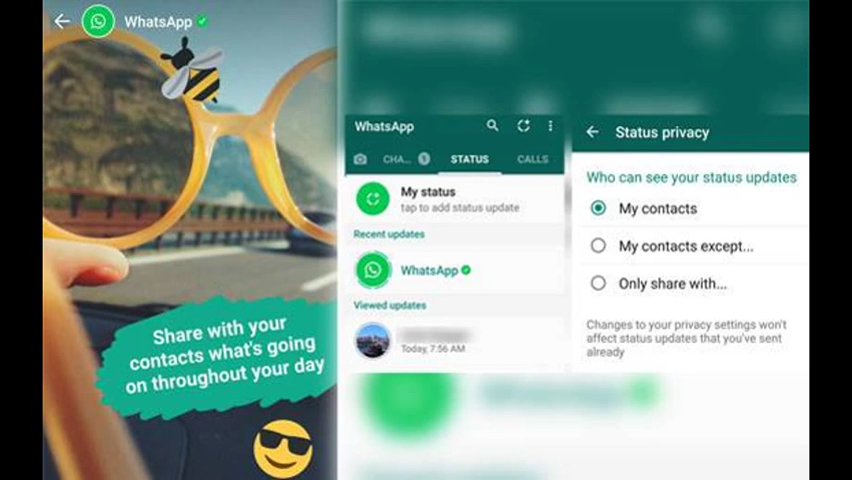 WhatsApp
Share with your
contacts what's going
on throughout your day
WhatsApp
CHA... 1 STATUS CALLS
My status
tap to add status update
Recent updates
WhatsApp
Viewed updates
Today, 7:56 AM
Status privacy
Who can see your status updates
My contacts
My contacts except...
Only share with...
Changes to your privacy settings won't
affect status updates that you've sent
already